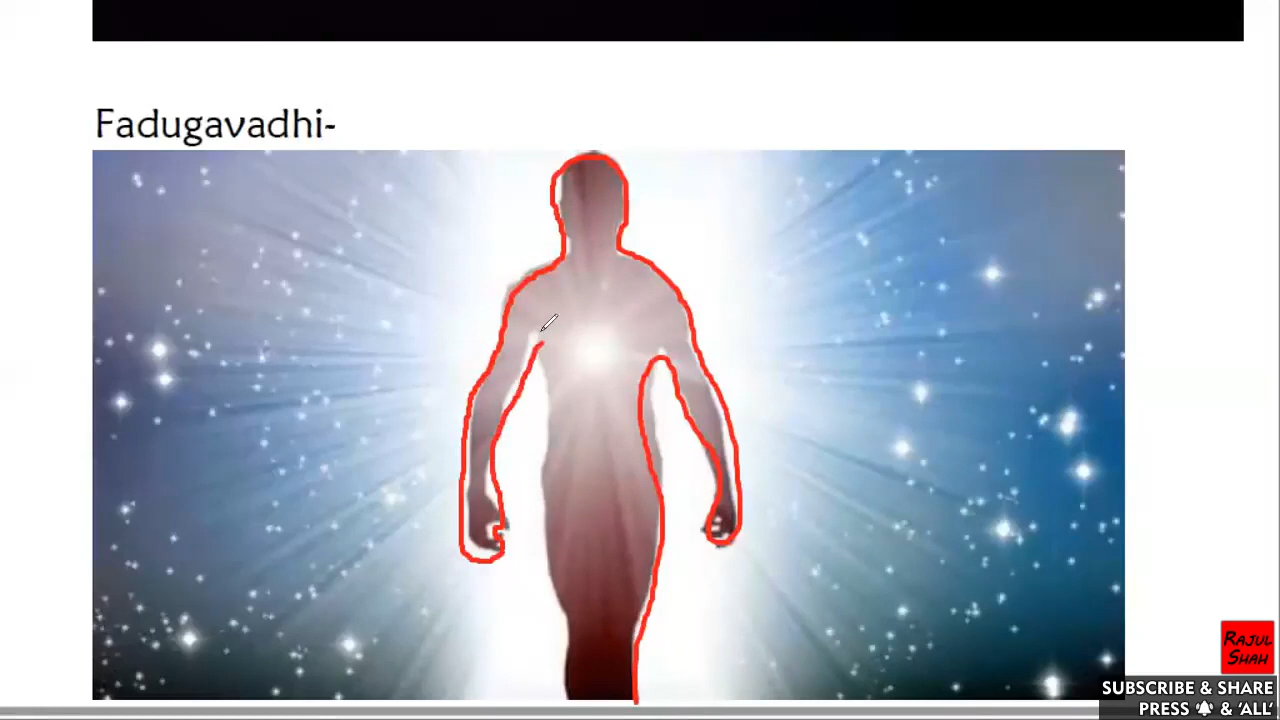 Fadugavadhi-
RAJUL
SHAH
SUBSCRIBE & SHARE
PRESS 🔔 & 'ALL'